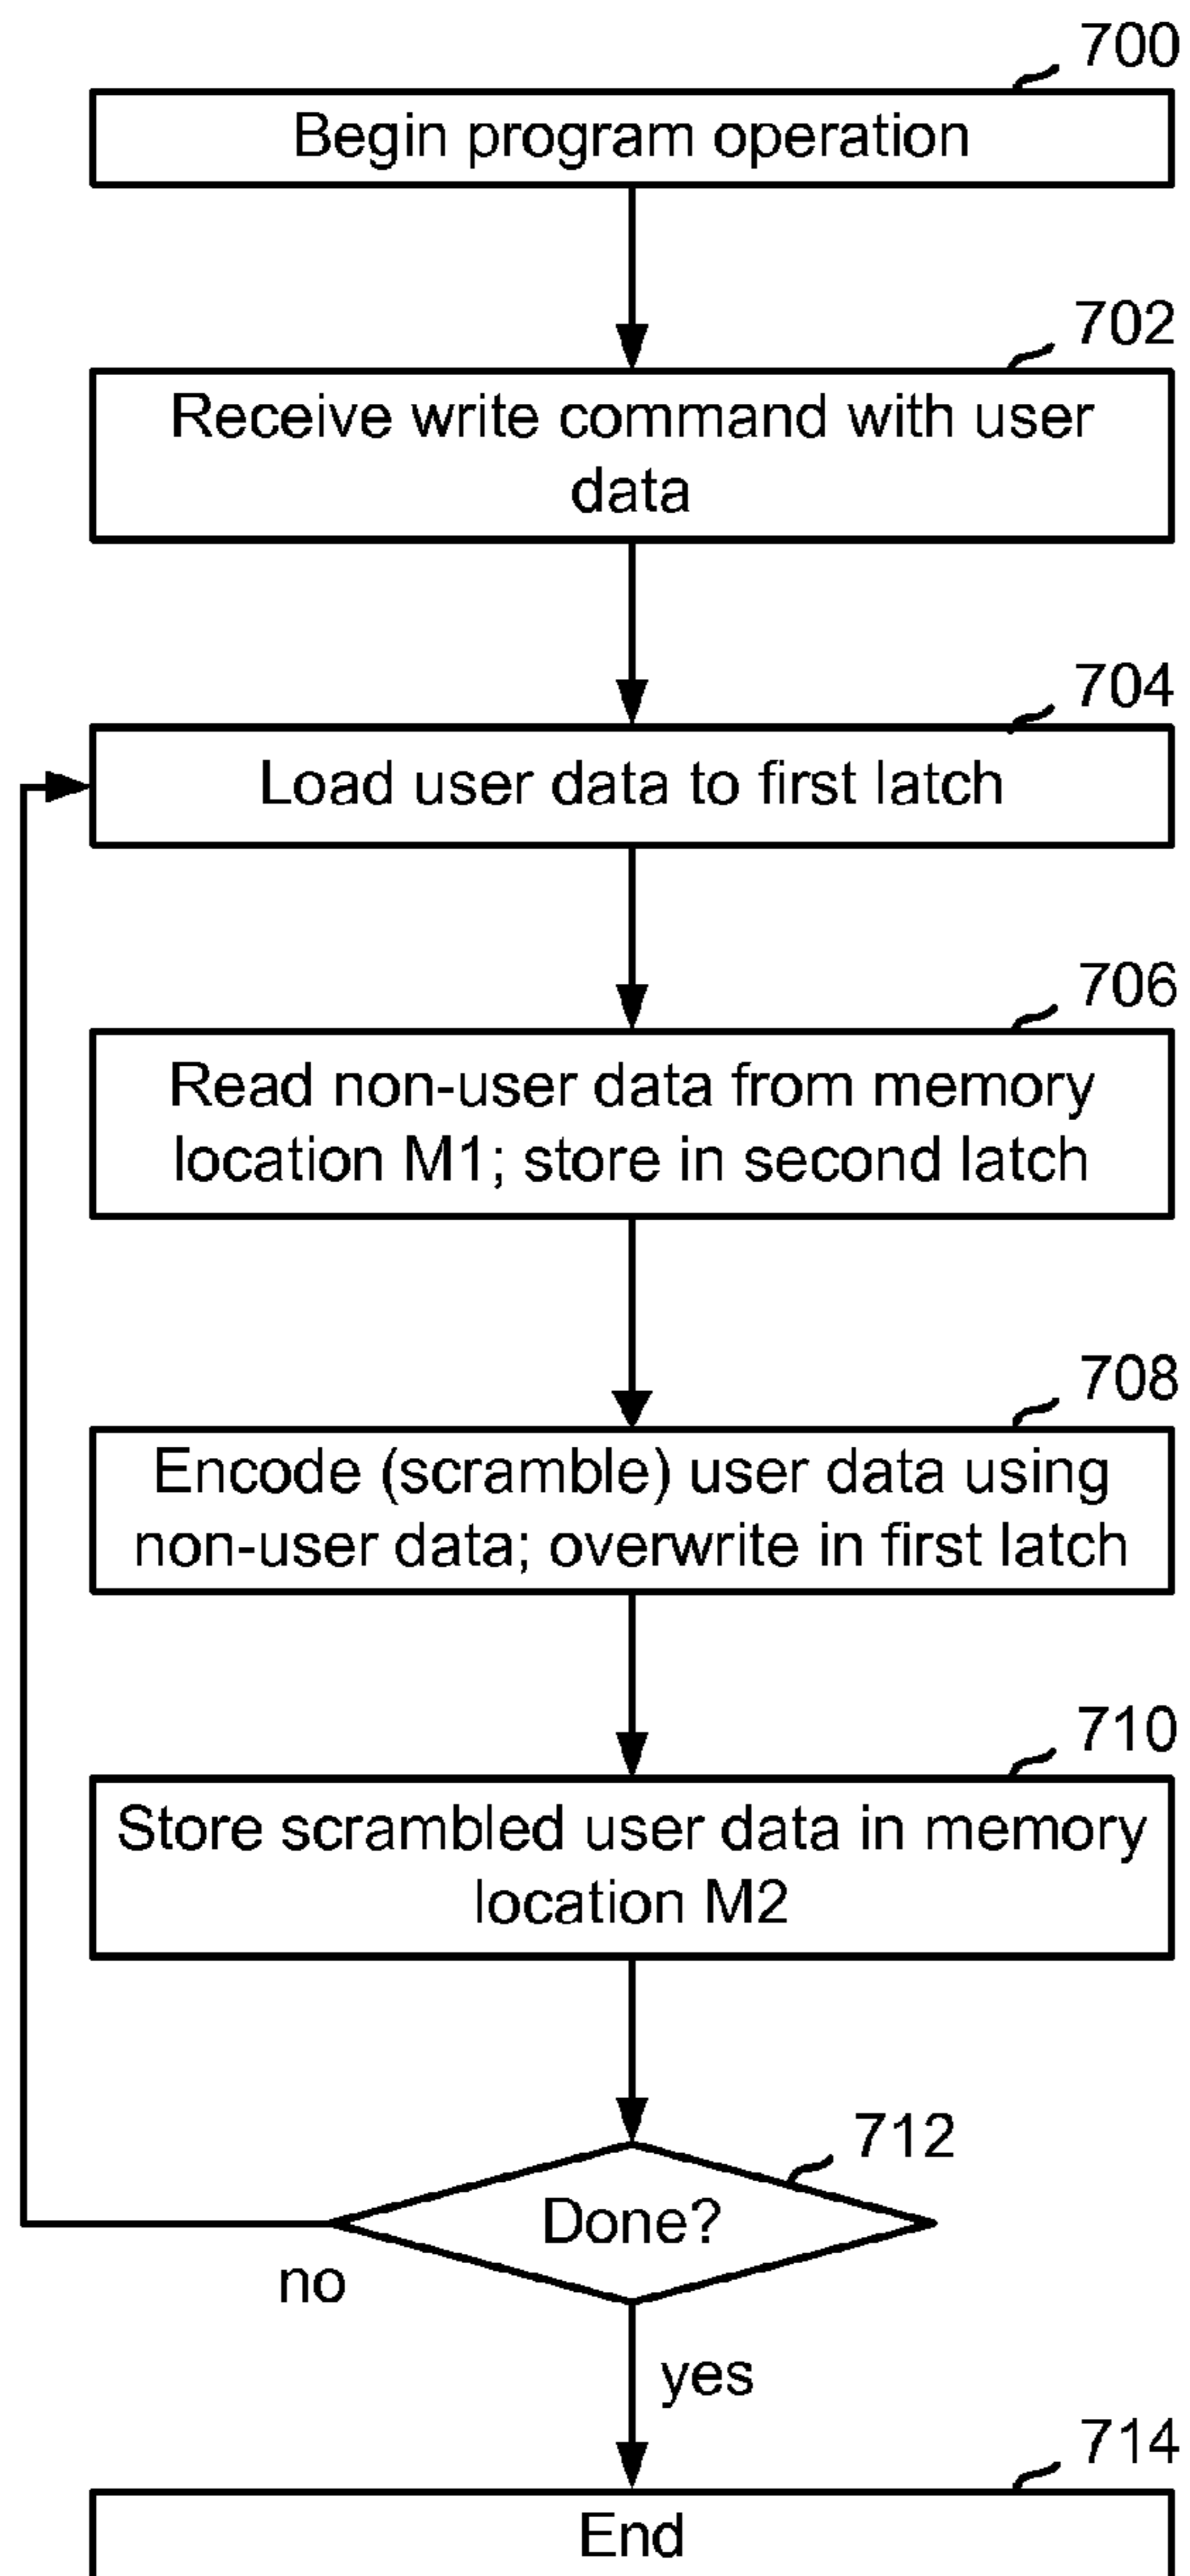 700
Begin program operation
702
Receive write command with user
data
704
Load user data to first latch
706
Read non-user data from memory
location M1; store in second latch
708
Encode (scramble) user data using
non-user data; overwrite in first latch
710
Store scrambled user data in memory
location M2
712
Done?
no
yes
714
End